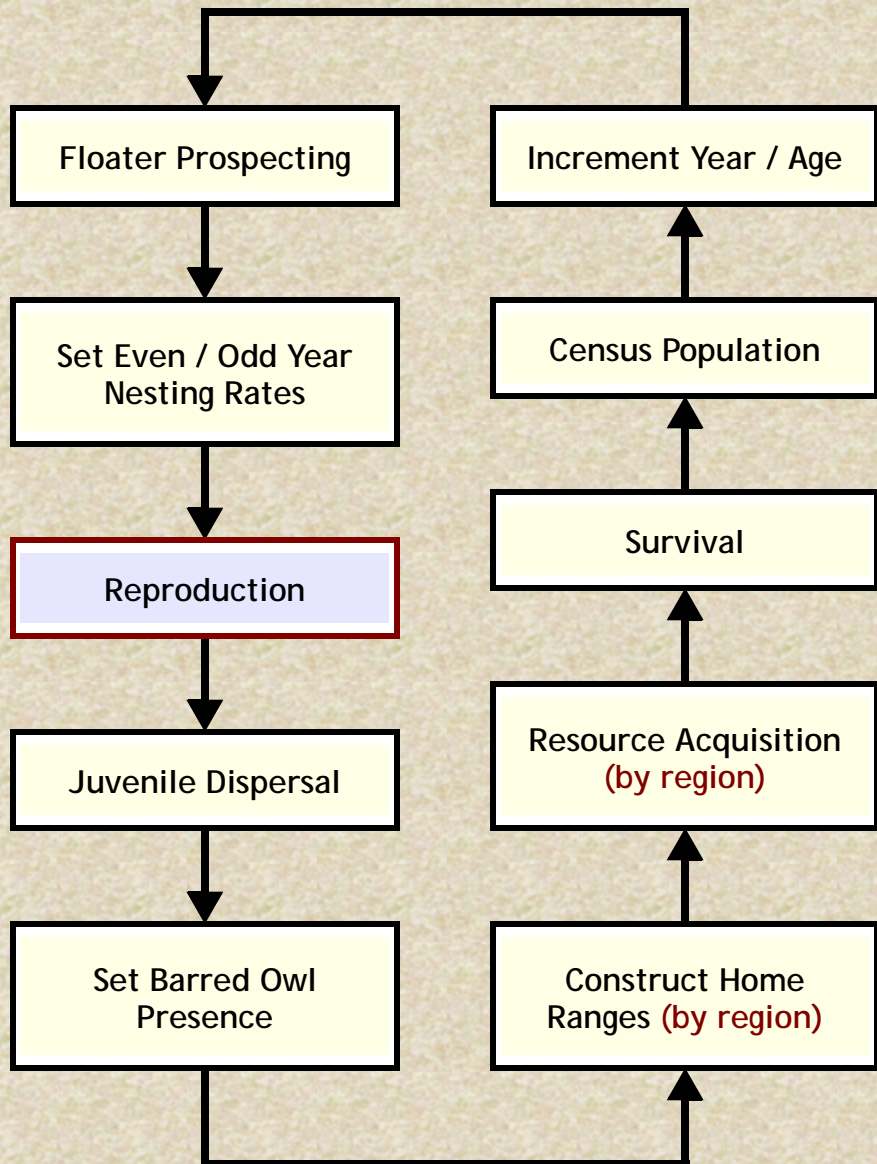 Floater Prospecting
Set Even / Odd Year
Nesting Rates
Reproduction
Juvenile Dispersal
Set Barred Owl
Presence
Increment Year / Age
Census Population
Survival
Resource Acquisition
(by region)
Construct Home
Ranges (by region)